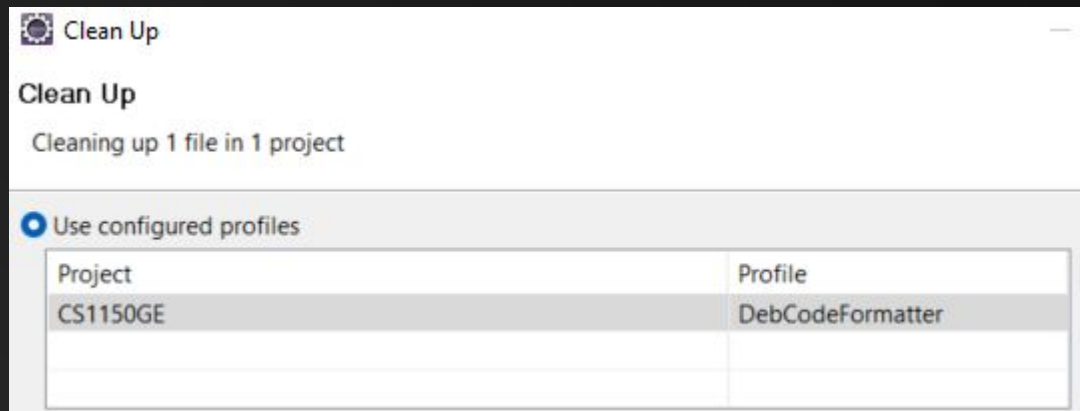 Clean Up
Clean Up
Cleaning up 1 file in 1 project
Use configured profiles
Project Profile
CS1150GE DebCodeFormatter